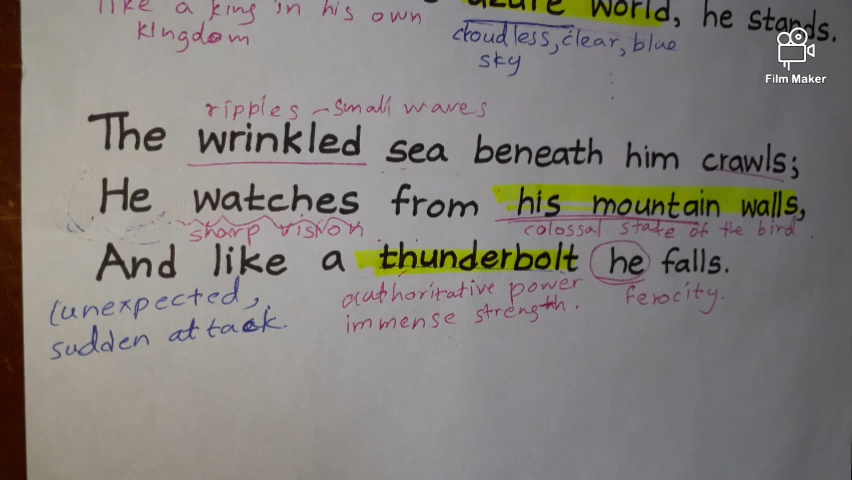 like a king in his own
kingdom
azure world, he stands.
cloudless, clear, blue
sky
Film Maker
ripples - small waves
The wrinkled sea beneath him crawls;
He watches from his mountain walls,
sharp vision
colossal state of the bird
And like a thunderbolt he falls.
(unexpected,
sudden attack.
authoritative power
immense strength.
ferocity.